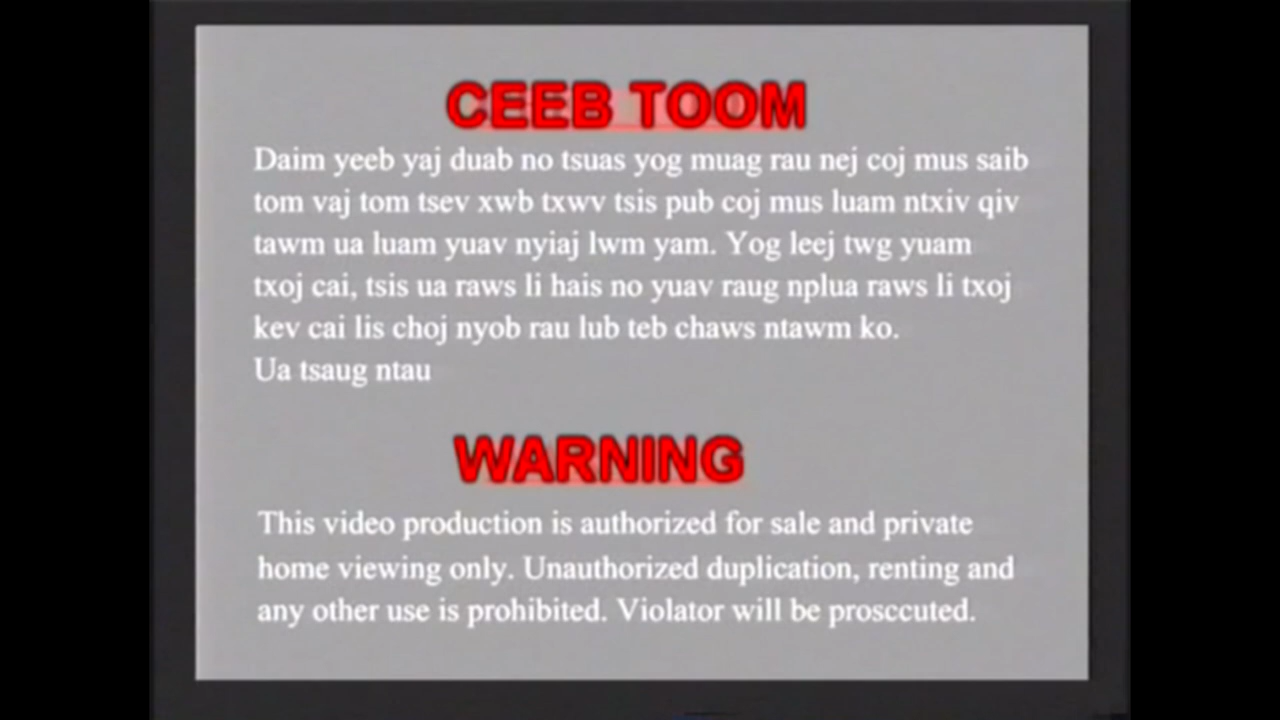 CEEB TOOM
Daim yeeb yaj duab no tsuas yog muag rau nej coj mus saib
tom vaj tom tsev xwb txwv tsis pub coj mus luam ntxiv qiv
tawm ua luam yuav nyiaj lwm yam. Yog leej twg yuam
txoj cai, tsis ua raws li hais no yuav raug nplua raws li txoj
kev cai lis choj nyob rau lub teb chaws ntawm ko.
Ua tsaug ntau
WARNING
This video production is authorized for sale and private
home viewing only. Unauthorized duplication, renting and
any other use is prohibited. Violator will be prosccuted.